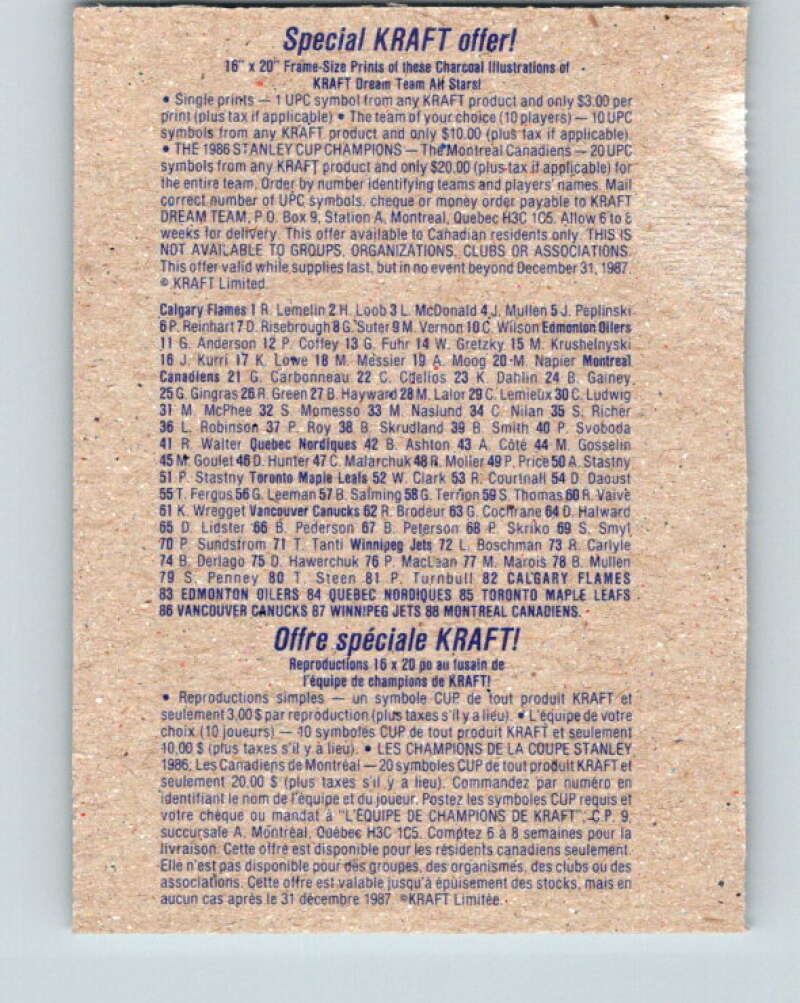 Special KRAFT offer!
16" x 20" Frame-Size Prints of these Charcoal Illustrations of
KRAFT Dream Team All Stars!
• Single prints — 1 UPC symbol from any KRAFT product and only $3.00 per
print (plus tax if applicable) • The team of your choice (10 players) — 10 UPC
symbols from any KRAFT product and only $10.00 (plus tax if applicable).
• THE 1986 STANLEY CUP CHAMPIONS — The Montreal Canadiens — 20 UPC
symbols from any KRAFT product and only $20.00 (plus tax if applicable) for
the entire team. Order by number identifying teams and players' names. Mail
correct number of UPC symbols, cheque or money order payable to KRAFT
DREAM TEAM, P.O. Box 9, Station A, Montreal, Quebec H3C 1C5. Allow 6 to 8
weeks for delivery. This offer available to Canadian residents only. THIS IS
NOT AVAILABLE TO GROUPS, ORGANIZATIONS, CLUBS OR ASSOCIATIONS.
This offer valid while supplies last, but in no event beyond December 31, 1987.
© KRAFT Limited.
Calgary Flames 1 R. Lemelin 2 H. Loob 3 L. McDonald 4 J. Mullen 5 J. Peplinski
6 P. Reinhart 7 D. Risebrough 8 G. Suter 9 M. Vernon 10 C. Wilson Edmonton Oilers
11 G. Anderson 12 P. Coffey 13 G. Fuhr 14 W. Gretzky 15 M. Krushelnyski
16 J. Kurri 17 K. Lowe 18 M. Messier 19 A. Moog 20 M. Napier Montreal
Canadiens 21 G. Carbonneau 22 C. Chelios 23 K. Dahlin 24 B. Gainey
25 G. Gingras 26 R. Green 27 B. Hayward 28 M. Lalor 29 C. Lemieux 30 C. Ludwig
31 M. McPhee 32 S. Momesso 33 M. Naslund 34 C. Nilan 35 S. Richer
36 L. Robinson 37 P. Roy 38 B. Skrudland 39 B. Smith 40 P. Svoboda
41 R. Walter Quebec Nordiques 42 B. Ashton 43 A. Côté 44 M. Gosselin
45 M. Goulet 46 D. Hunter 47 C. Malarchuk 48 R. Moller 49 P. Price 50 A. Stastny
51 P. Stastny Toronto Maple Leafs 52 W. Clark 53 R. Courtnall 54 D. Daoust
55 T. Fergus 56 G. Leeman 57 B. Salming 58 G. Terrion 59 S. Thomas 60 R. Vaive
61 K. Wregget Vancouver Canucks 62 R. Brodeur 63 G. Cochrane 64 D. Halward
65 D. Lidster 66 B. Pederson 67 B. Peterson 68 P. Skriko 69 S. Smyl
70 P. Sundstrom 71 T. Tanti Winnipeg Jets 72 L. Boschman 73 R. Carlyle
74 B. Derlago 75 D. Hawerchuk 76 P. MacLean 77 M. Marois 78 B. Mullen
79 S. Penney 80 T. Steen 81 P. Turnbull 82 CALGARY FLAMES
83 EDMONTON OILERS 84 QUEBEC NORDIQUES 85 TORONTO MAPLE LEAFS
86 VANCOUVER CANUCKS 87 WINNIPEG JETS 88 MONTREAL CANADIENS.
Offre spéciale KRAFT!
Reproductions 16 x 20 po au fusain de
l'équipe de champions de KRAFT!
• Reproductions simples — un symbole CUP de tout produit KRAFT et
seulement 3,00 $ par reproduction (plus taxes s'il y a lieu). • L'équipe de votre
choix (10 joueurs) — 10 symboles CUP de tout produit KRAFT et seulement
10,00 $ (plus taxes s'il y a lieu). • LES CHAMPIONS DE LA COUPE STANLEY
1986; Les Canadiens de Montréal — 20 symboles CUP de tout produit KRAFT et
seulement 20,00 $ (plus taxes s'il y a lieu). Commandez par numéro en
identifiant le nom de l'équipe et du joueur. Postez les symboles CUP requis et
votre chèque ou mandat à "L'ÉQUIPE DE CHAMPIONS DE KRAFT", C.P. 9,
succursale A, Montréal, Québec H3C 1C5. Comptez 6 à 8 semaines pour la
livraison. Cette offre est disponible pour les résidents canadiens seulement.
Elle n'est pas disponible pour des groupes, des organismes, des clubs ou des
associations. Cette offre est valable jusqu'à épuisement des stocks, mais en
aucun cas après le 31 décembre 1987. ©KRAFT Limitée.